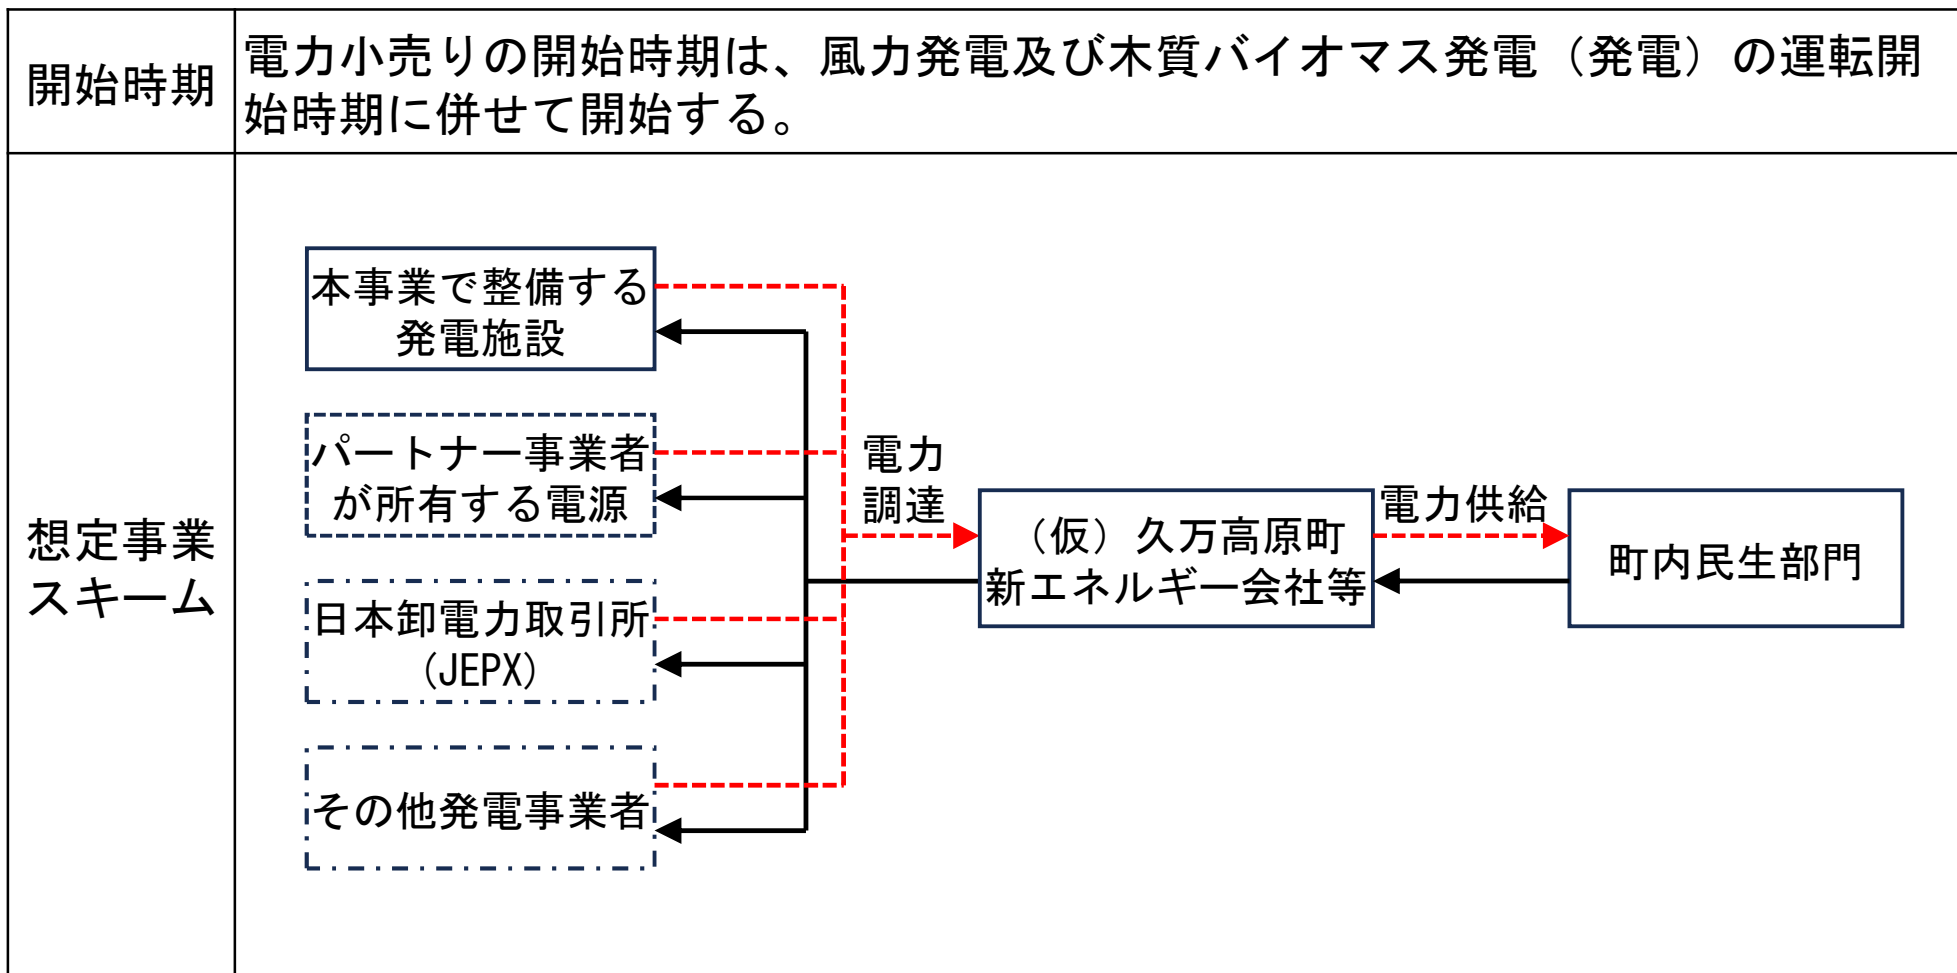 開始時期
電力小売りの開始時期は、風力発電及び木質バイオマス発電（発電）の運転開
始時期に併せて開始する。
想定事業
スキーム
本事業で整備する
発電施設
パートナー事業者
が所有する電源
日本卸電力取引所
（JEPX）
その他発電事業者
電力
調達
（仮）久万高原町
新エネルギー会社等
電力供給
町内民生部門